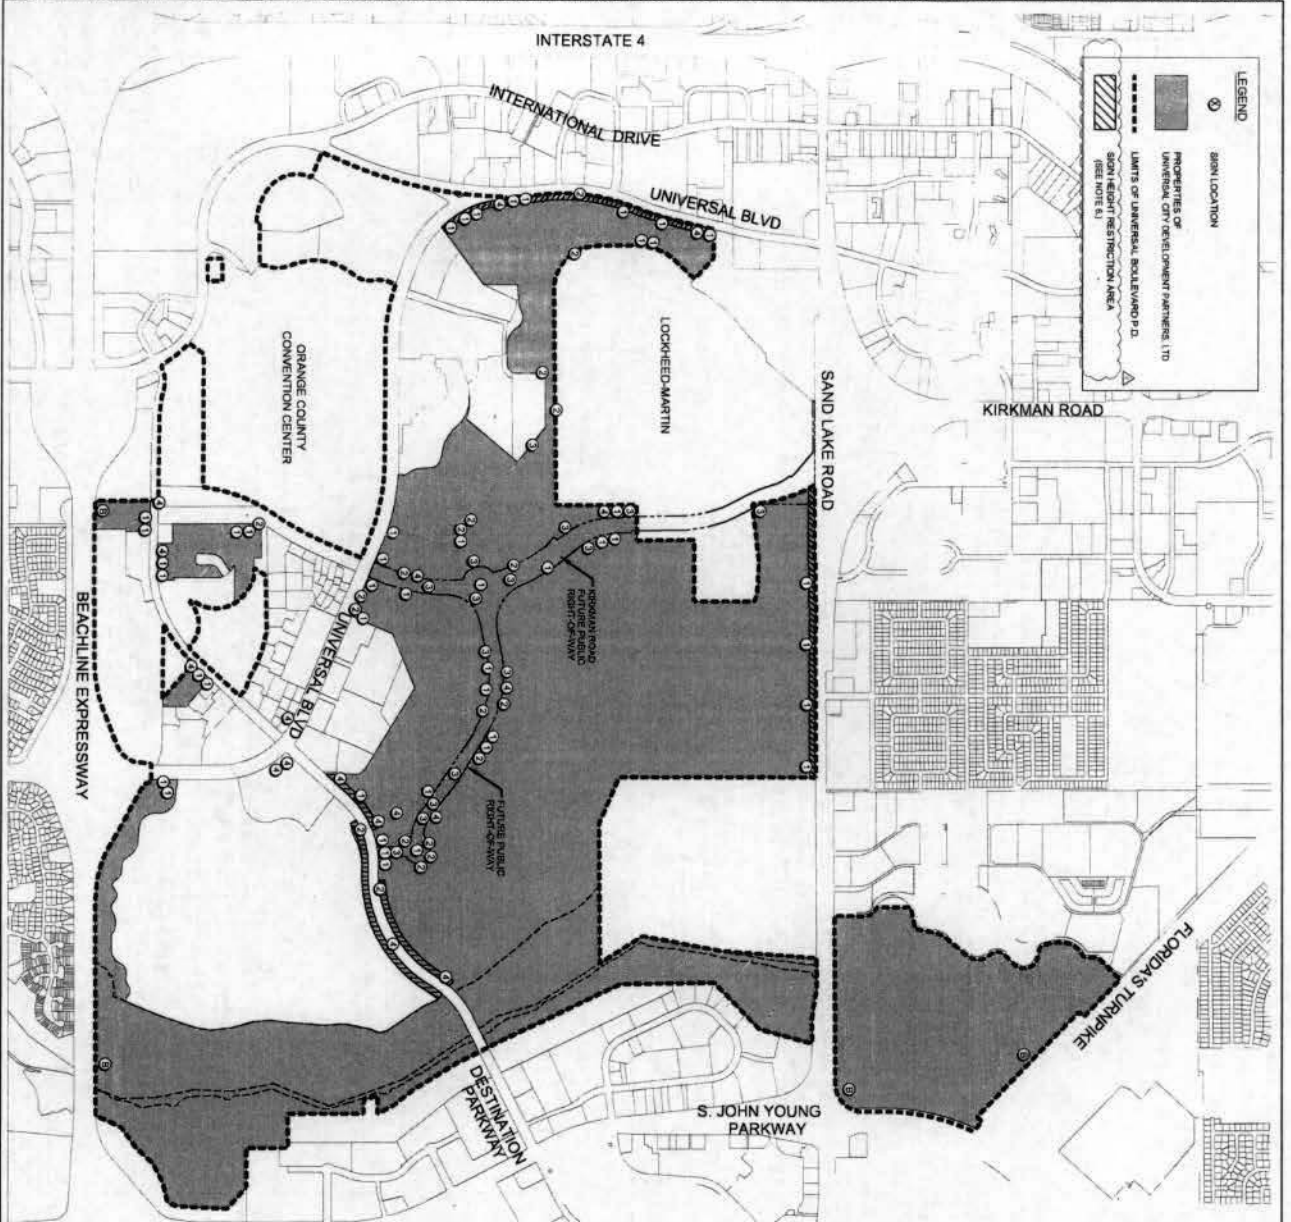 INTERSTATE 4
INTERNATIONAL DRIVE
UNIVERSAL BLVD
LEGEND
SIGN LOCATION
PROPERTIES OF
UNIVERSAL CITY DEVELOPMENT PARTNERS, LTD
LIMITS OF UNIVERSAL BOULEVARD P.D.
SIGN HEIGHT RESTRICTION AREA
(SEE NOTE 6.)
KIRKMAN ROAD
SAND LAKE ROAD
LOCKHEED-MARTIN
ORANGE COUNTY
CONVENTION CENTER
KIRKMAN ROAD
FUTURE PUBLIC
RIGHT-OF-WAY
UNIVERSAL BLVD
BEACHLINE EXPRESSWAY
FUTURE PUBLIC
RIGHT-OF-WAY
FLORIDA'S TURNPIKE
DESTINATION
PARKWAY
S. JOHN YOUNG
PARKWAY